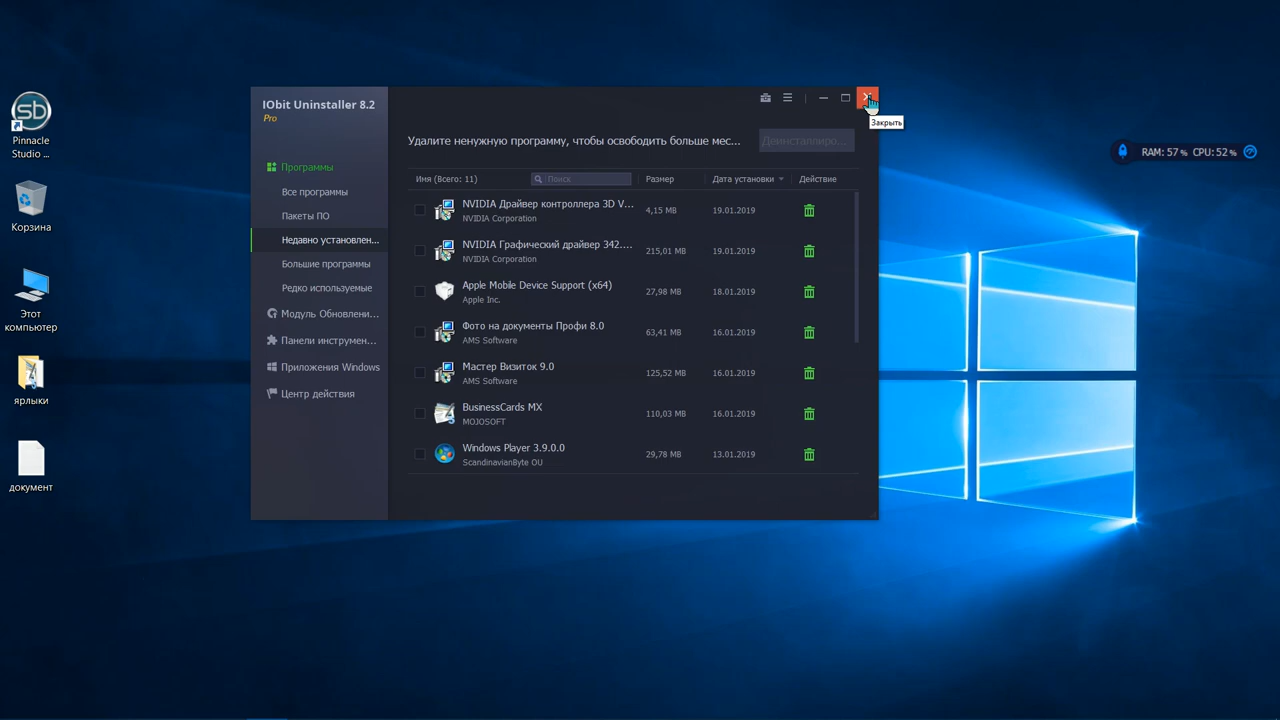 Pinnacle
Studio ...
Корзина
Этот
компьютер
ярлыки
документ
IObit Uninstaller 8.2
Pro
Программы
Все программы
Пакеты ПО
Недавно установлен...
Большие программы
Редко используемые
Модуль Обновлени...
Панели инструмен...
Приложения Windows
Центр действия
Закрыть
Удалите ненужную программу, чтобы освободить больше мес...
Деинсталлиро...
Имя (Всего: 11) Поиск Размер Дата установки Действие
NVIDIA Драйвер контроллера 3D V...
NVIDIA Corporation
4,15 MB 19.01.2019
NVIDIA Графический драйвер 342....
NVIDIA Corporation
215,01 MB 19.01.2019
Apple Mobile Device Support (x64)
Apple Inc.
27,98 MB 18.01.2019
Фото на документы Профи 8.0
AMS Software
63,41 MB 16.01.2019
Мастер Визиток 9.0
AMS Software
125,52 MB 16.01.2019
BusinessCards MX
MOJOSOFT
110,03 MB 16.01.2019
Windows Player 3.9.0.0
ScandinavianByte OU
29,78 MB 13.01.2019
RAM: 57% CPU: 52%